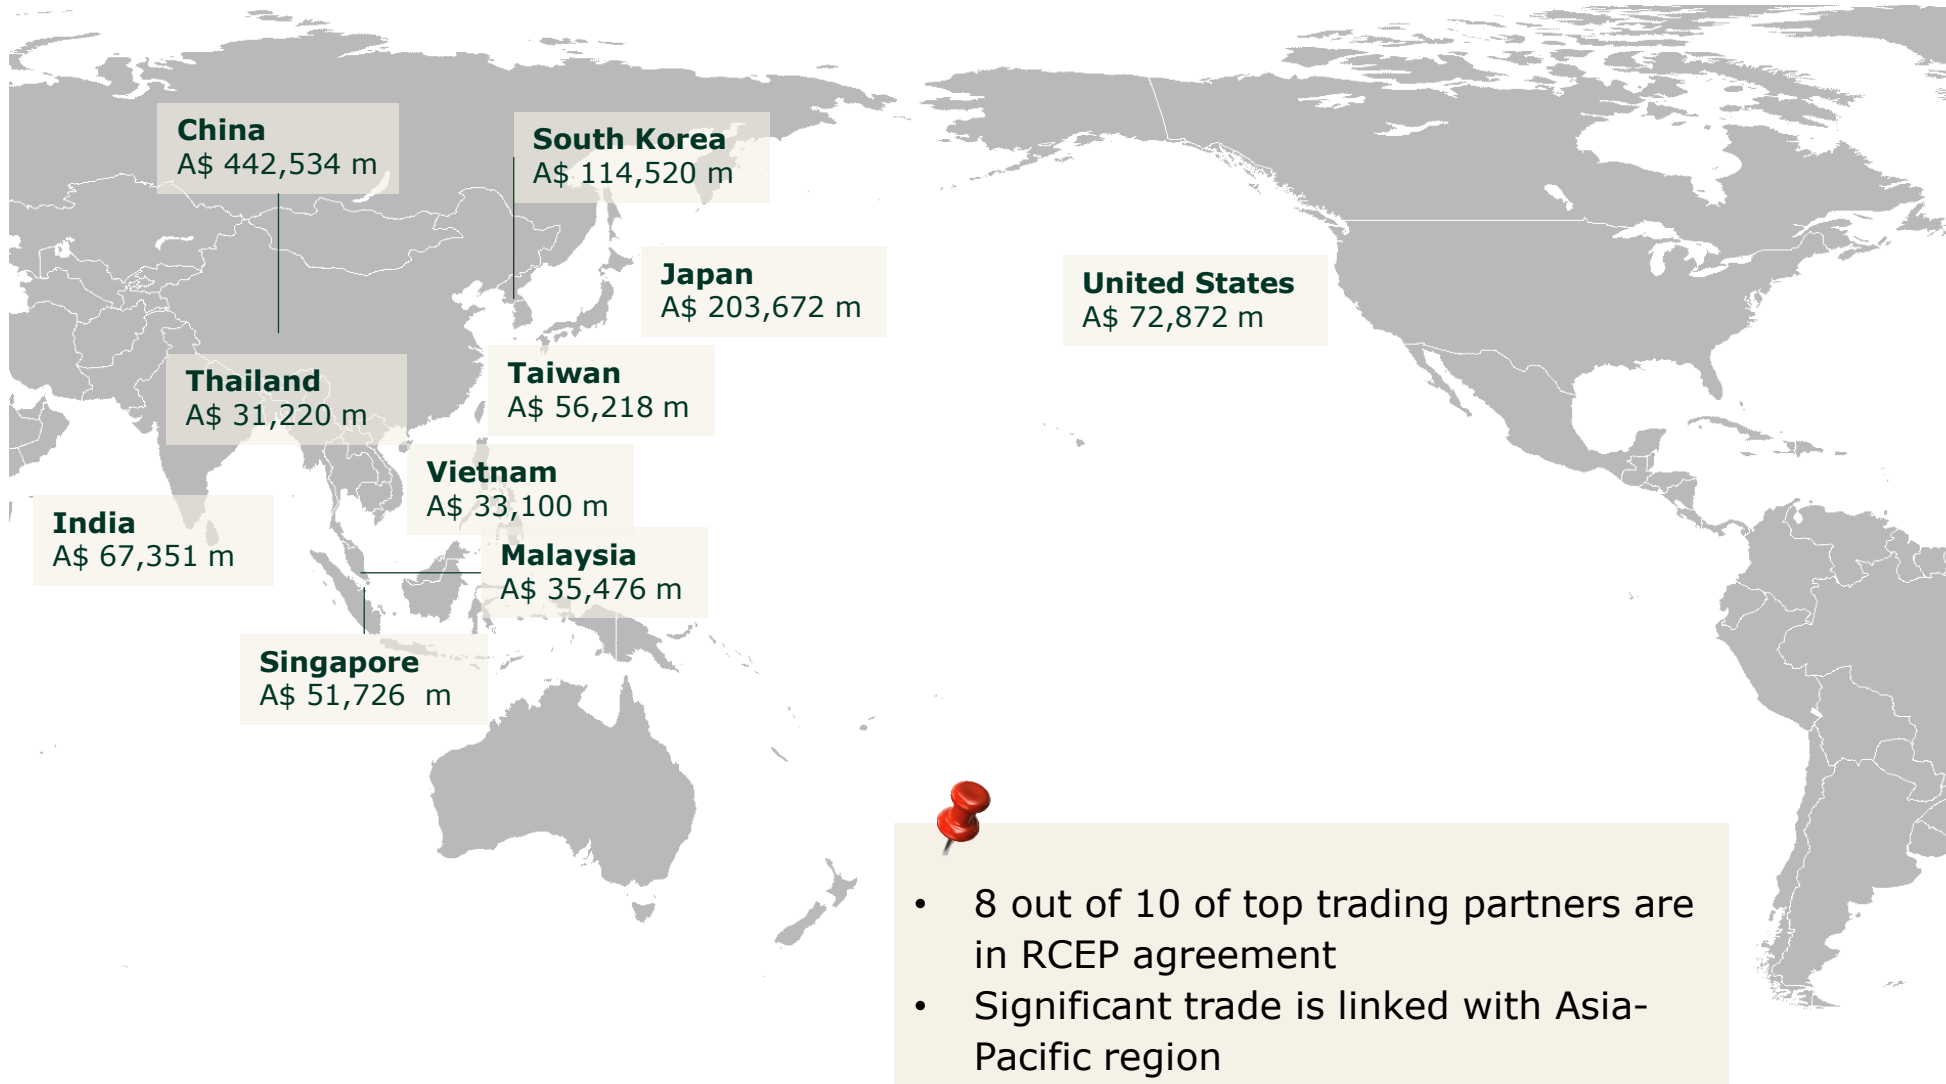 China
A$ 442,534 m
South Korea
A$ 114,520 m
Japan
A$ 203,672 m
United States
A$ 72,872 m
Thailand
A$ 31,220 m
Taiwan
A$ 56,218 m
Vietnam
A$ 33,100 m
India
A$ 67,351 m
Malaysia
A$ 35,476 m
Singapore
A$ 51,726  m
• 8 out of 10 of top trading partners are
in RCEP agreement
• Significant trade is linked with Asia-
Pacific region